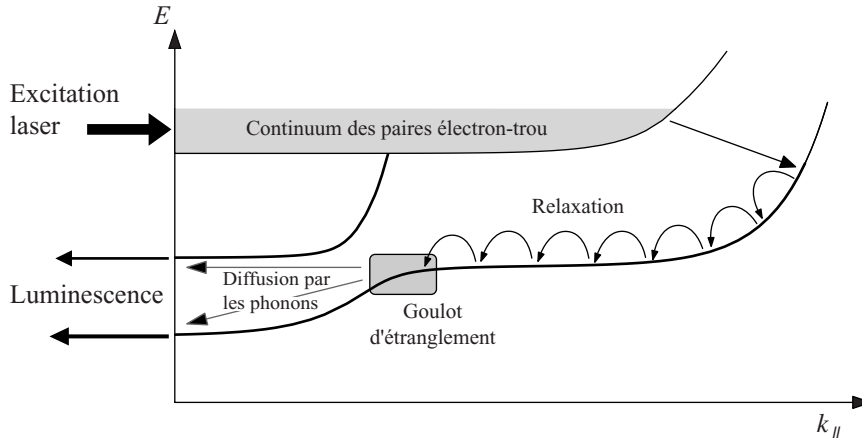 E
Excitation
laser
Continuum des paires électron-trou
Relaxation
Luminescence
Diffusion par
les phonons
Goulot
d'étranglement
k //